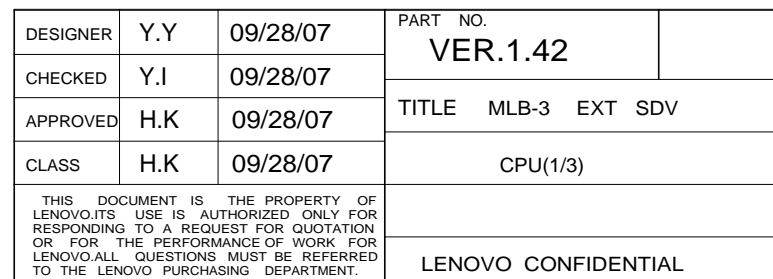 DESIGNER Y.Y 09/28/07
CHECKED Y.I 09/28/07
APPROVED H.K 09/28/07
CLASS H.K 09/28/07
THIS DOCUMENT IS THE PROPERTY OF
LENOVO.ITS USE IS AUTHORIZED ONLY FOR
RESPONDING TO A REQUEST FOR QUOTATION
OR FOR THE PERFORMANCE OF WORK FOR
LENOVO.ALL QUESTIONS MUST BE REFERRED
TO THE LENOVO PURCHASING DEPARTMENT.
PART NO.
VER.1.42
TITLE MLB-3 EXT SDV
CPU(1/3)
LENOVO CONFIDENTIAL